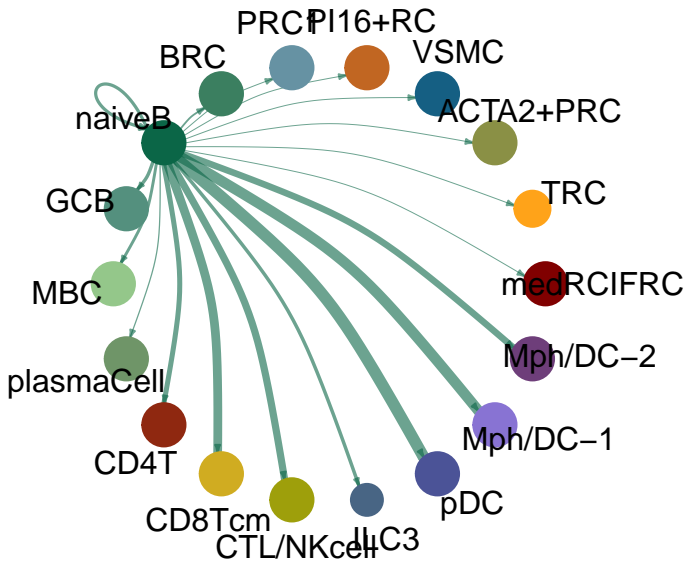 PRC1
PI16+RC
BRC
VSMC
naiveB
ACTA2+PRC
GCB
TRC
MBC
medRCIFRC
plasmaCell
Mph/DC−2
CD4T
Mph/DC−1
CD8Tcm
pDC
CTL/NKcell
ILC3